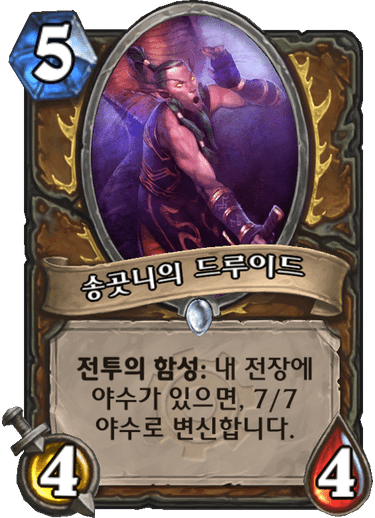 5
송곳니의 드루이드
전투의 함성: 내 전장에
야수가 있으면, 7/7
야수로 변신합니다.
4
4